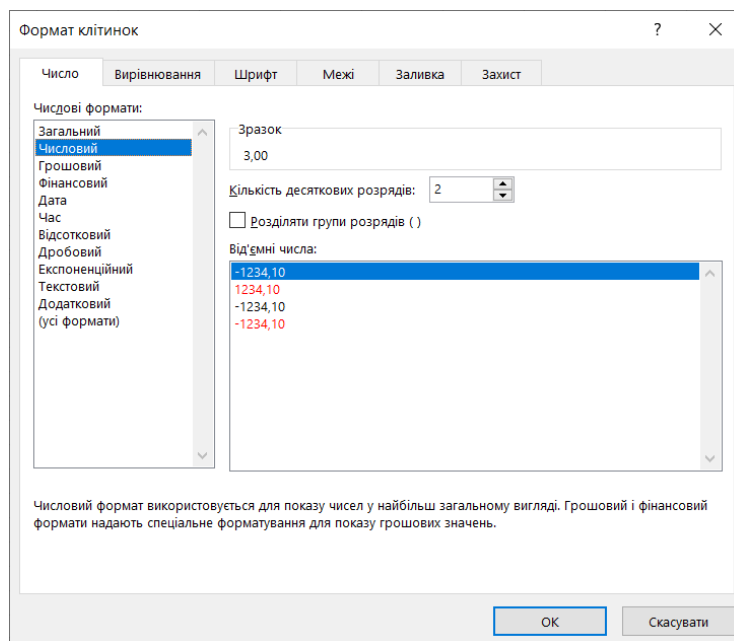 Формат клітинок
?
Число Вирівнювання Шрифт Межі Заливка Захист
Числові формати:
Загальний
Числовий
Грошовий
Фінансовий
Дата
Час
Відсотковий
Дробовий
Експоненційний
Текстовий
Додатковий
(усі формати)
Зразок
3,00
Кількість десяткових розрядів: 2
Розділяти групи розрядів ( )
Від'ємні числа:
-1234,10
1234,10
-1234,10
-1234,10
Числовий формат використовується для показу чисел у найбільш загальному вигляді. Грошовий і фінансовий
формати надають спеціальне форматування для показу грошових значень.
ОК Скасувати